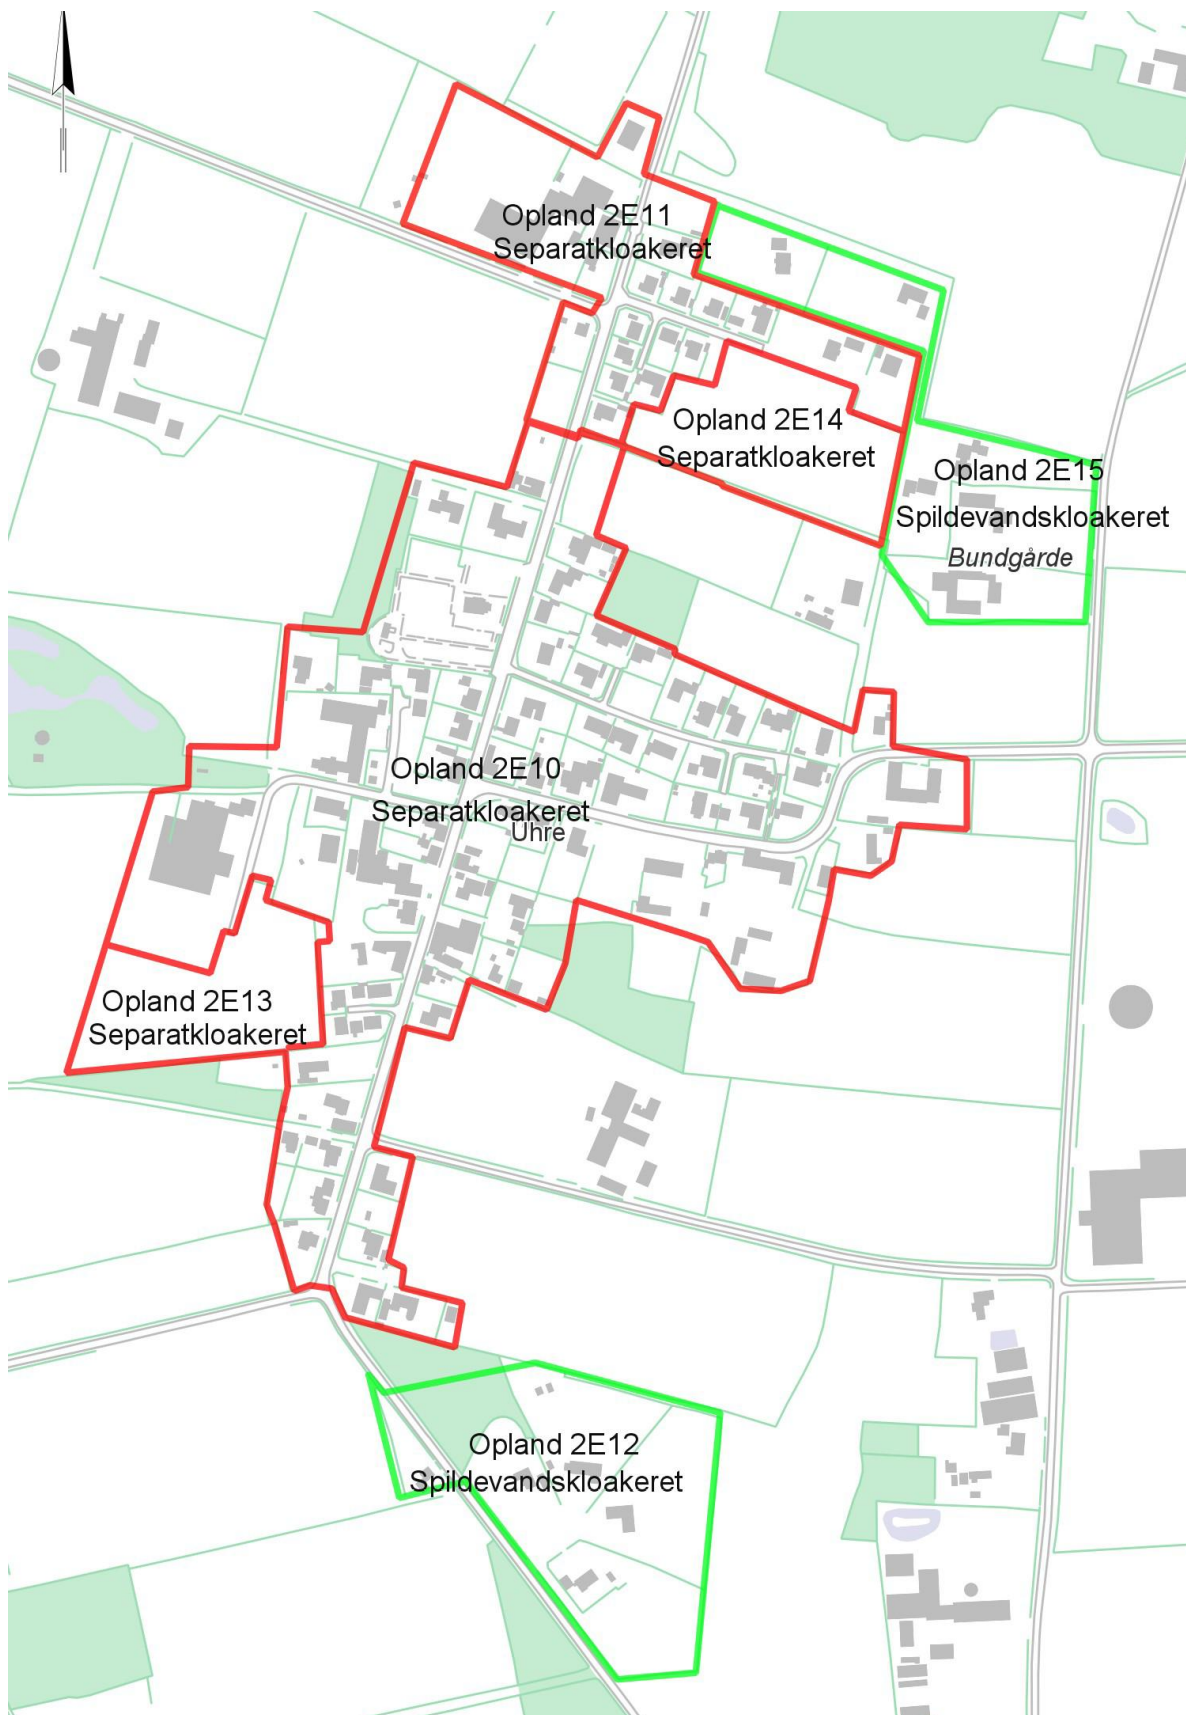 Opland 2E11
Separatkloakeret
Opland 2E14
Separatkloakeret
Opland 2E15
Spildevandskloakeret
Bundgårde
Opland 2E10
Separatkloakeret
Uhre
Opland 2E13
Separatkloakeret
Opland 2E12
Spildevandskloakeret